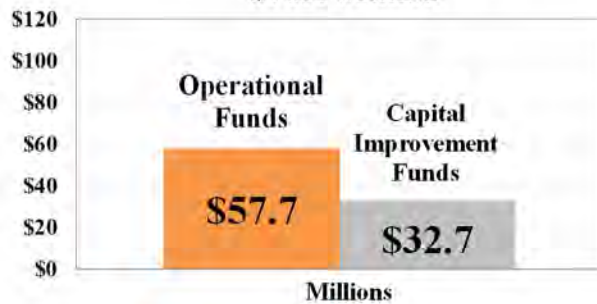 $120
$100
$80
$60
$40
$20
$0
Operational
Funds
$57.7
Capital
Improvement
Funds
$32.7
Millions